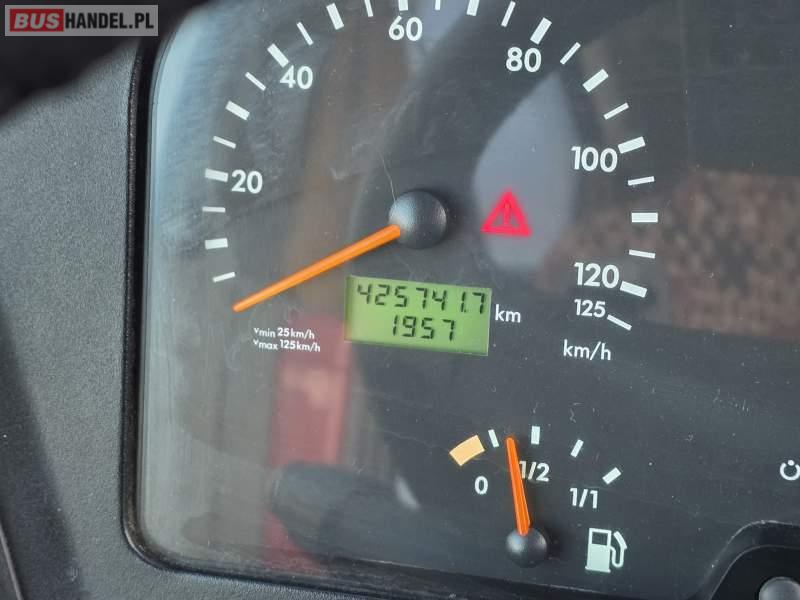 BUSHANDEL.PL
20
40
60
80
100
120
125
km/h
425741.7 km
1957
vmin 25km/h
vmax 125km/h
0
1/2
1/1